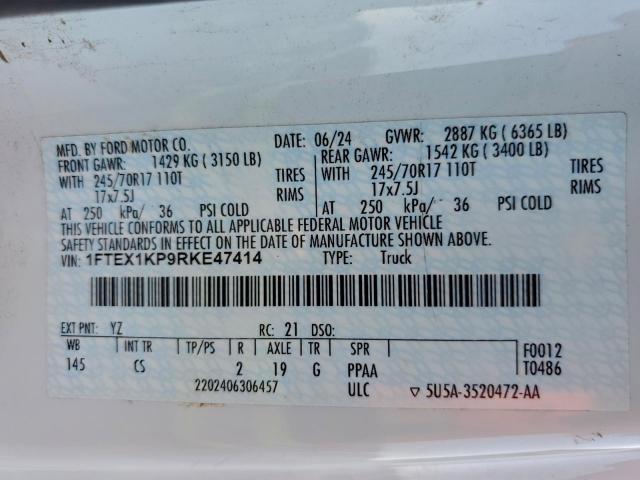 MFD. BY FORD MOTOR CO. DATE: 06/24 GVWR: 2887 KG ( 6365 LB)
FRONT GAWR: 1429 KG ( 3150 LB) REAR GAWR: 1542 KG ( 3400 LB)
WITH 245/70R17 110T TIRES WITH 245/70R17 110T TIRES
17x7.5J RIMS 17x7.5J RIMS
AT 250 kPa/ 36 PSI COLD AT 250 kPa/ 36 PSI COLD
THIS VEHICLE CONFORMS TO ALL APPLICABLE FEDERAL MOTOR VEHICLE
SAFETY STANDARDS IN EFFECT ON THE DATE OF MANUFACTURE SHOWN ABOVE.
VIN: 1FTEX1KP9RKE47414 TYPE: Truck
EXT PNT: YZ RC: 21 DSO:
WB INT TR TP/PS R AXLE TR SPR F0012
145 CS 2 19 G PPAA T0486
2202406306457 ULC ▽ 5U5A-3520472-AA